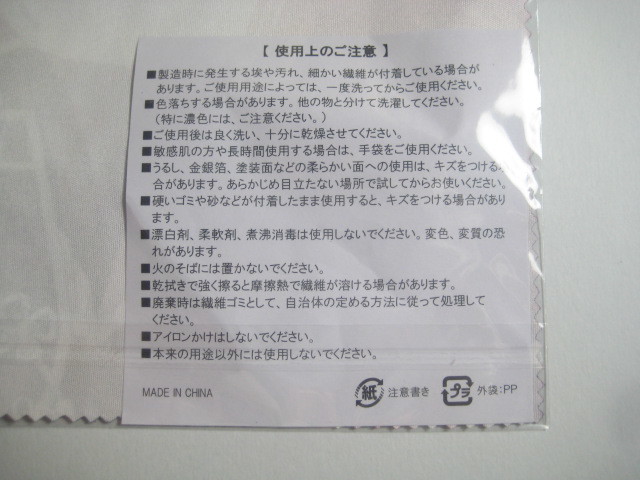 【 使用上のご注意 】
■製造時に発生する埃や汚れ、細かい繊維が付着している場合が
あります。ご使用用途によっては、一度洗ってからご使用ください。
■色落ちする場合があります。他の物と分けて洗濯してください。
(特に濃色には、ご注意ください。)
■ご使用後は良く洗い、十分に乾燥させてください。
■敏感肌の方や長時間使用する場合は、手袋をご使用ください。
■うるし、金銀箔、塗装面などの柔らかい面への使用は、キズをつける場
合があります。あらかじめ目立たない場所で試してからお使いください。
■硬いゴミや砂などが付着したまま使用すると、キズをつける場合があり
ます。
■漂白剤、柔軟剤、煮沸消毒は使用しないでください。変色、変質の恐
れがあります。
■火のそばには置かないでください。
■乾拭きで強く擦ると摩擦熱で繊維が溶ける場合があります。
■廃棄時は繊維ゴミとして、自治体の定める方法に従って処理して
ください。
■アイロンかけはしないでください。
■本来の用途以外には使用しないでください。
MADE IN CHINA 紙 注意書き プラ 外袋:PP